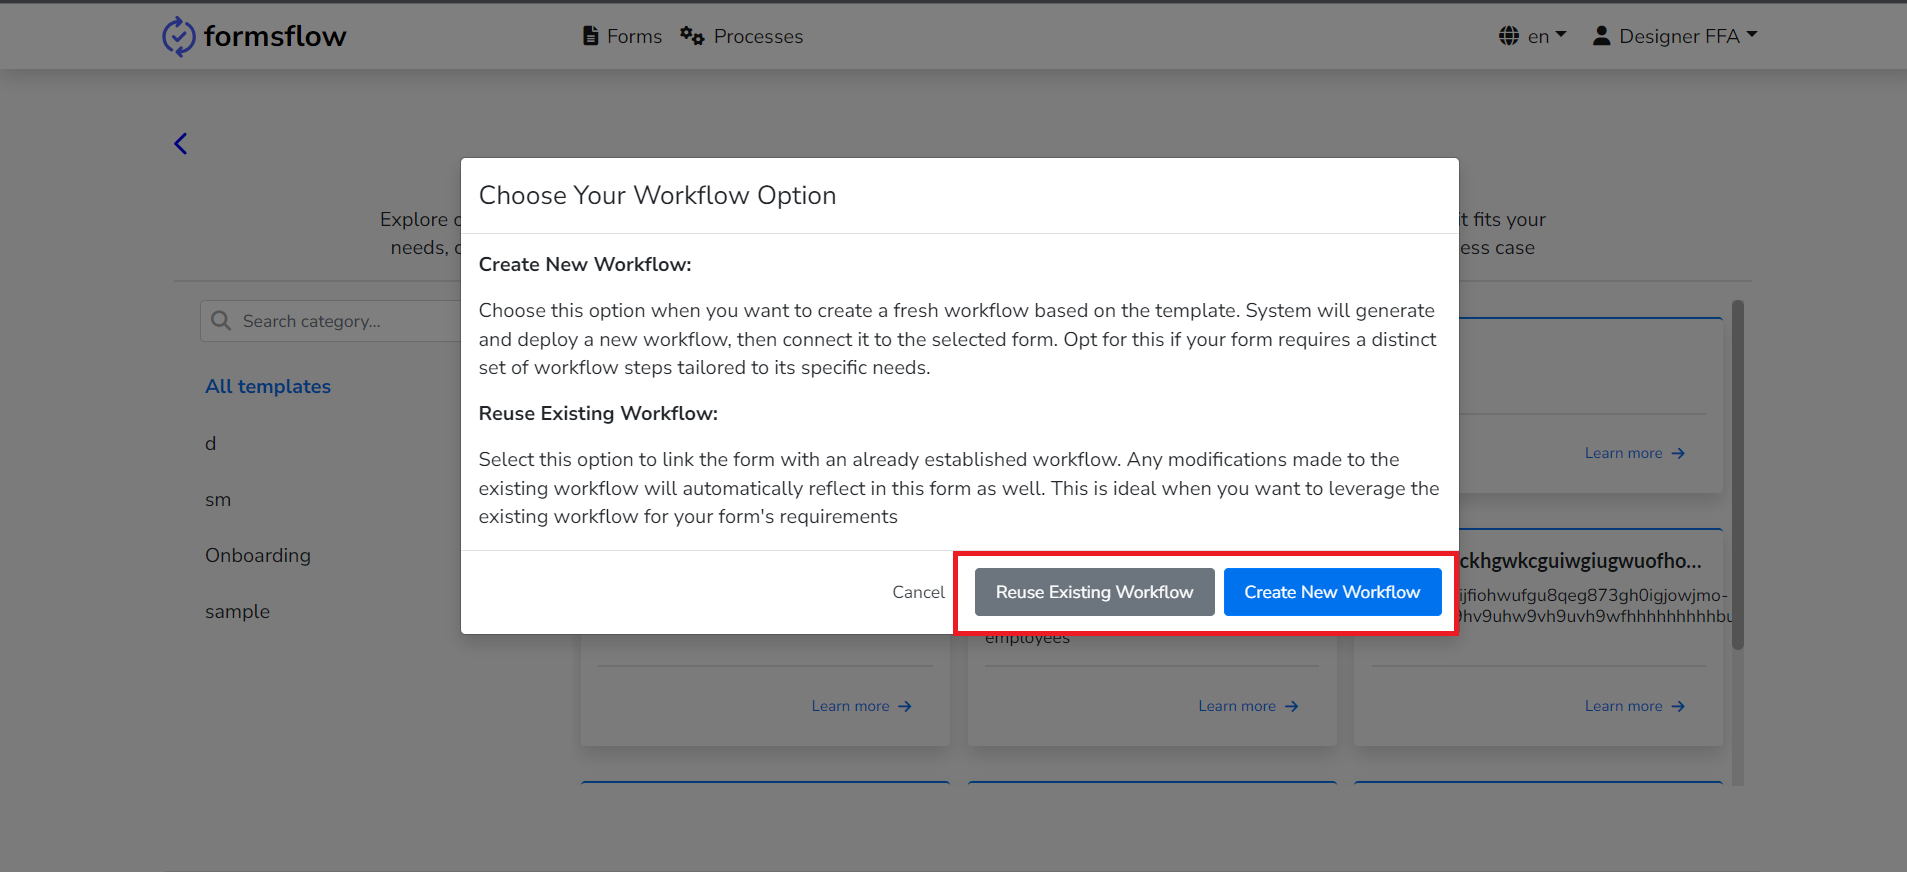 formsflow
Forms
Processes
en
Designer FFA
Explore
needs,
it fits your
ess case
Search category...
All templates
d
sm
Onboarding
sample
Choose Your Workflow Option
Create New Workflow:
Choose this option when you want to create a fresh workflow based on the template. System will generate
and deploy a new workflow, then connect it to the selected form. Opt for this if your form requires a distinct
set of workflow steps tailored to its specific needs.
Reuse Existing Workflow:
Select this option to link the form with an already established workflow. Any modifications made to the
existing workflow will automatically reflect in this form as well. This is ideal when you want to leverage the
existing workflow for your form's requirements
Cancel
Reuse Existing Workflow
Create New Workflow
Learn more
ckhgwkcguiwgiugwuofho...
ijfiohwufgu8qeg873gh0igjowjmo-
9hv9uhw9vh9uvh9wfhhhhhhhhhbu
employees
Learn more
Learn more
Learn more